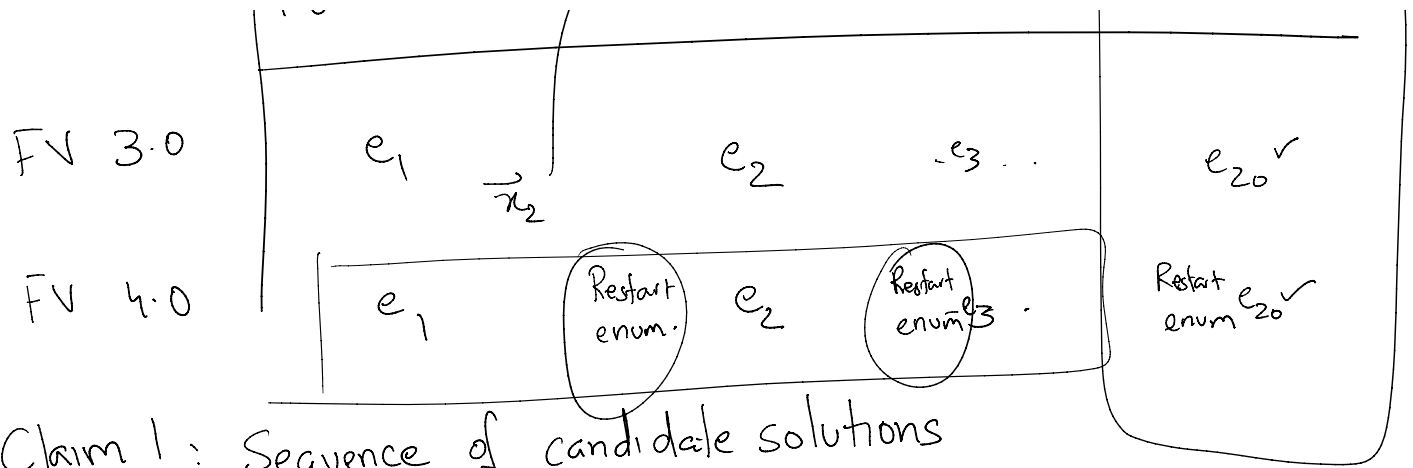 FV 3.0 e₁ x⃗₂ e₂ .e₃ . . e₂₀ ✓
FV 4.0 e₁ Restart enum. e₂ Restart enum e₃ . Restart enum e₂₀ ✓
Claim 1 : Sequence of candidate solutions